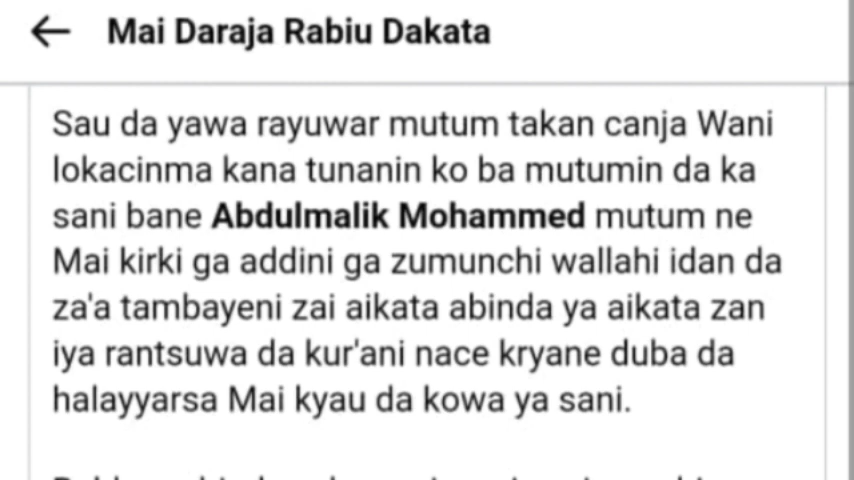 Mai Daraja Rabiu Dakata
Sau da yawa rayuwar mutum takan canja Wani
lokacinma kana tunanin ko ba mutumin da ka
sani bane Abdulmalik Mohammed mutum ne
Mai kirki ga addini ga zumunchi wallahi idan da
za'a tambayeni zai aikata abinda ya aikata zan
iya rantsuwa da kur'ani nace kryane duba da
halayyarsa Mai kyau da kowa ya sani.